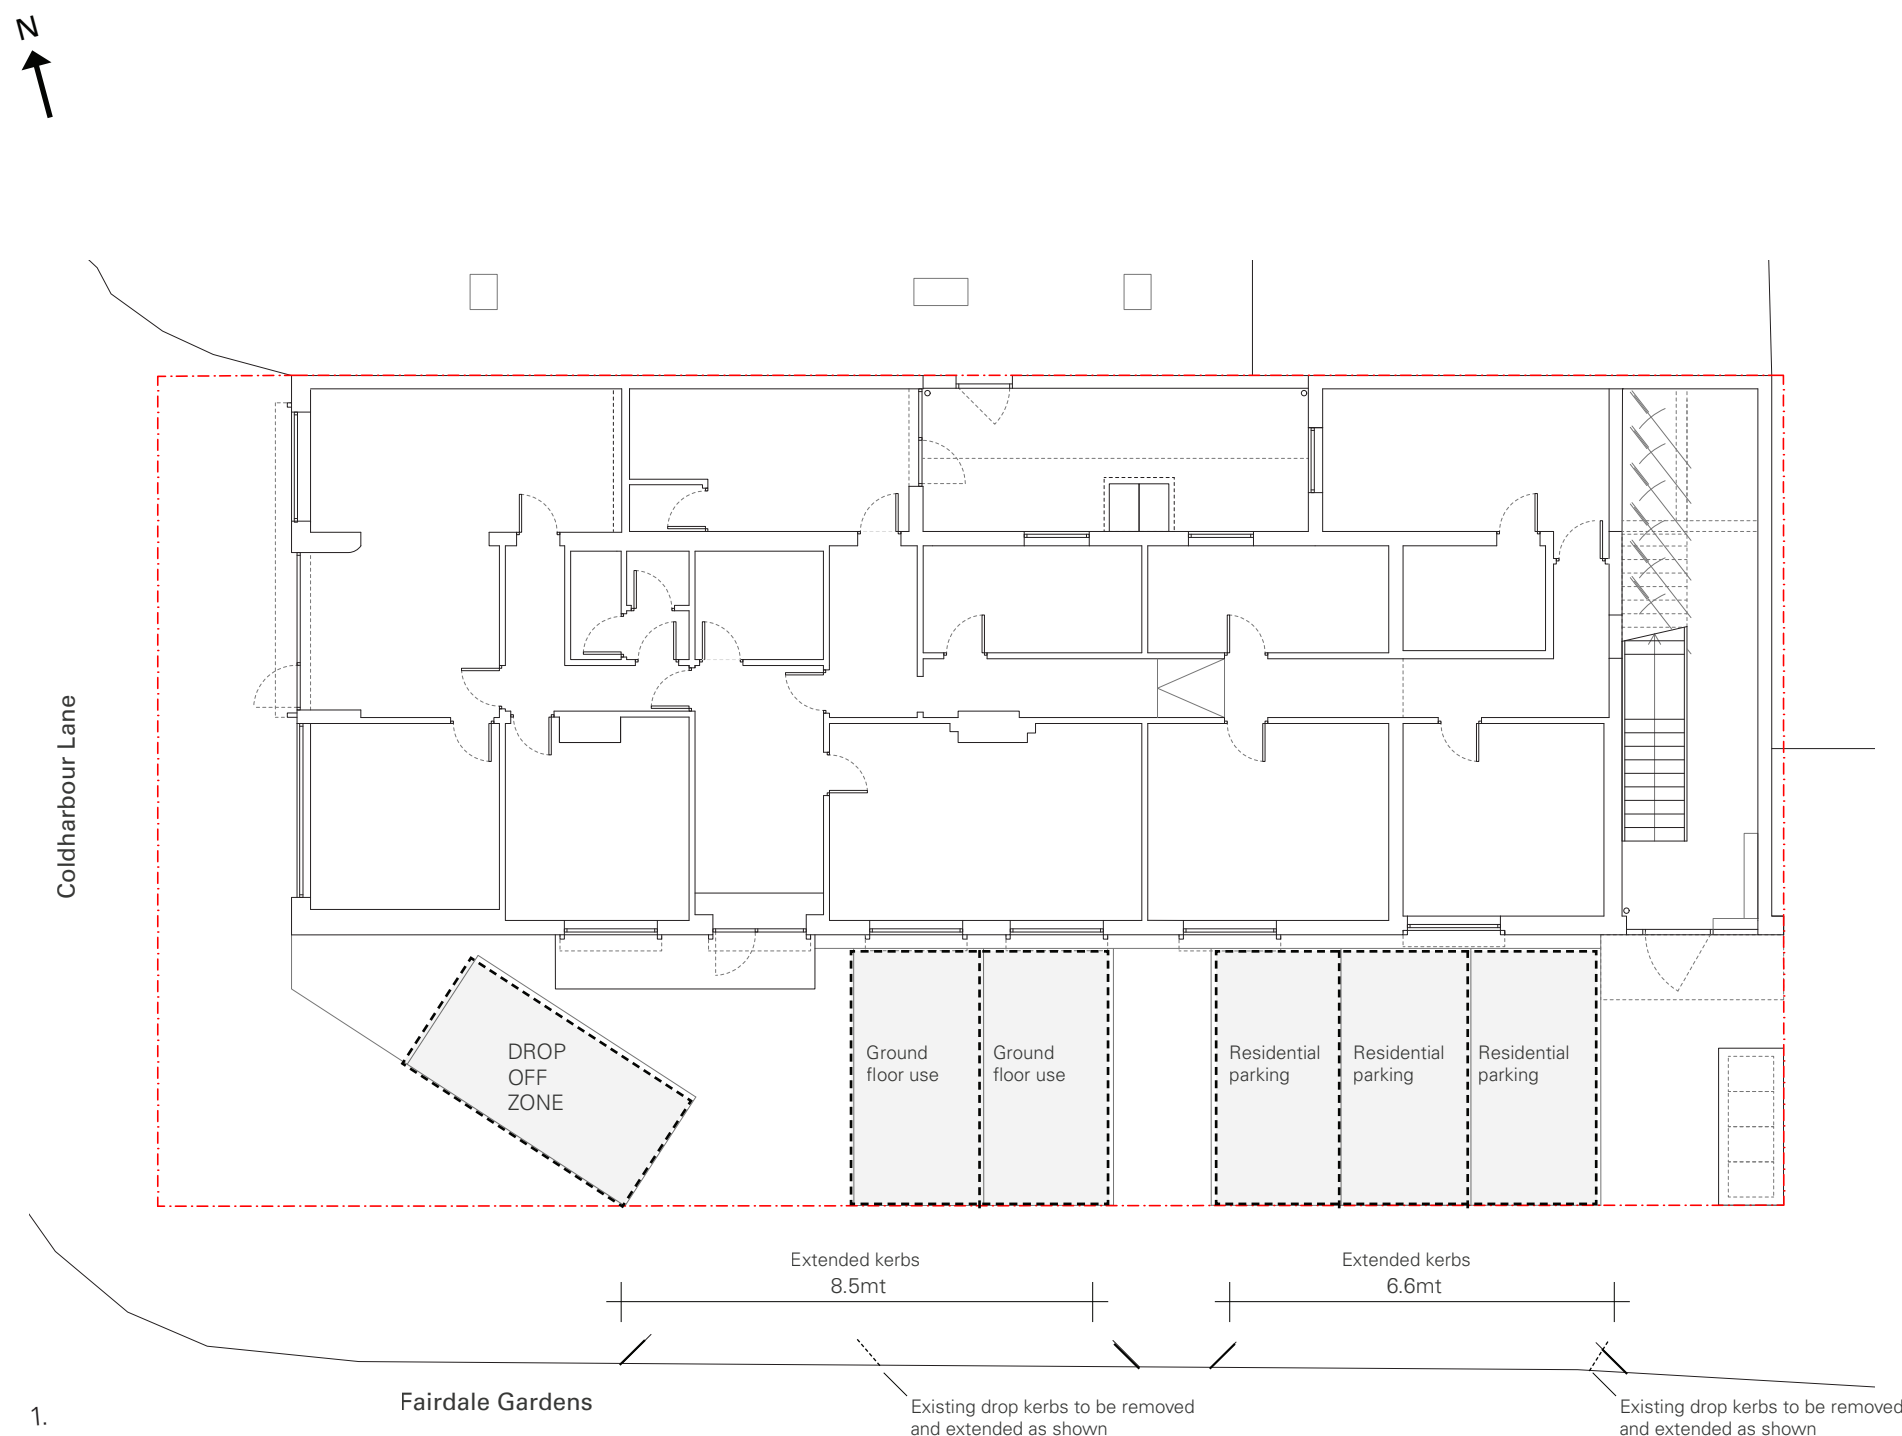 N
Coldharbour Lane
DROP
OFF
ZONE
Ground
floor use
Ground
floor use
Residential
parking
Residential
parking
Residential
parking
Extended kerbs
8.5mt
Extended kerbs
6.6mt
Fairdale Gardens
Existing drop kerbs to be removed
and extended as shown
Existing drop kerbs to be removed
and extended as shown
1.